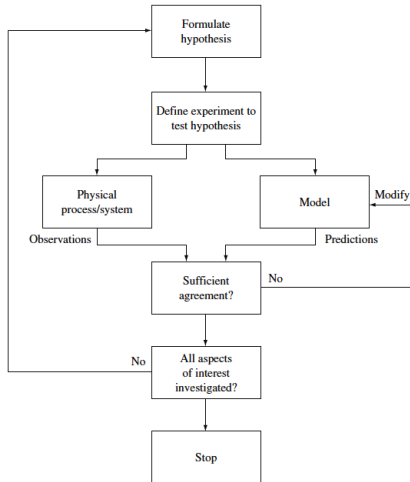 Formulate
hypothesis
Define experiment to
test hypothesis
Physical
process/system
Model
Modify
Observations
Predictions
Sufficient
agreement?
No
No
All aspects
of interest
investigated?
Stop